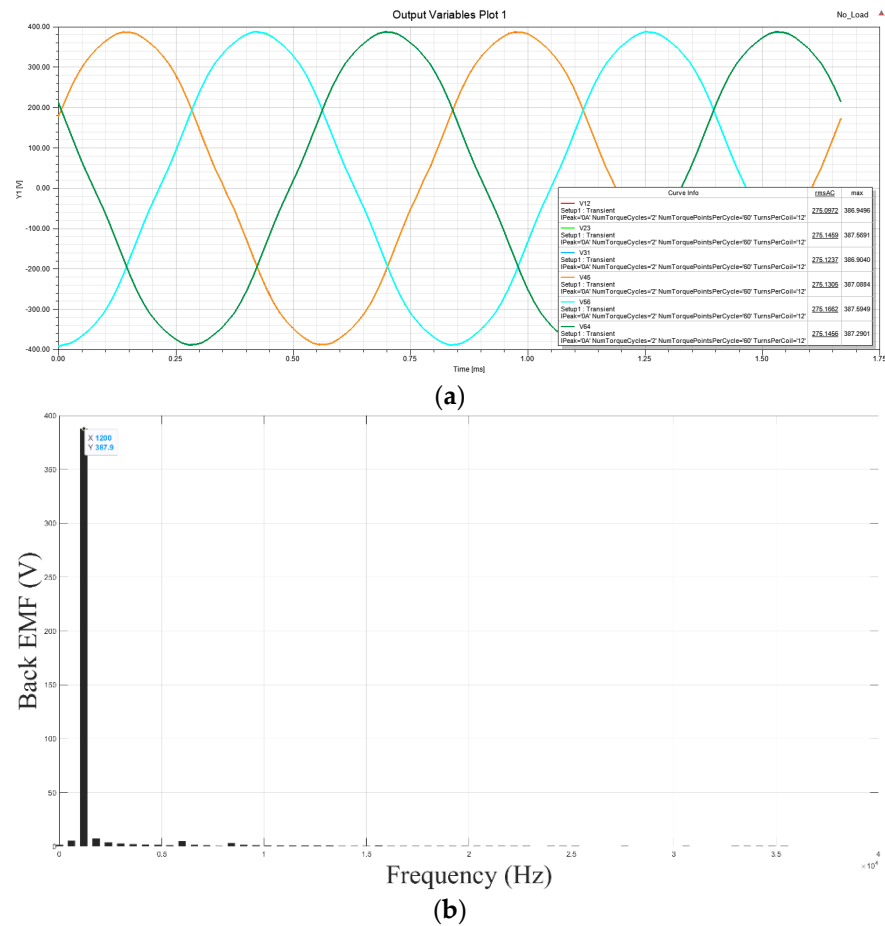 Output Variables Plot 1
No_Load
400.00
300.00
200.00
100.00
0.00
-100.00
-200.00
-300.00
-400.00
Y1 [V]
0.00 0.25 0.50 0.75 1.00 1.25 1.50 1.75
Time [ms]
Curve Info rmsAC max
V12
Setup1 : Transient 275.0972 386.9496
IPeak='0A' NumTorqueCycles='2' NumTorquePointsPerCycle='60' TurnsPerCoil='12'
V23
Setup1 : Transient 275.1459 387.5691
IPeak='0A' NumTorqueCycles='2' NumTorquePointsPerCycle='60' TurnsPerCoil='12'
V31
Setup1 : Transient 275.1237 386.9040
IPeak='0A' NumTorqueCycles='2' NumTorquePointsPerCycle='60' TurnsPerCoil='12'
V45
Setup1 : Transient 275.1306 387.0884
IPeak='0A' NumTorqueCycles='2' NumTorquePointsPerCycle='60' TurnsPerCoil='12'
V56
Setup1 : Transient 275.1662 387.5949
IPeak='0A' NumTorqueCycles='2' NumTorquePointsPerCycle='60' TurnsPerCoil='12'
V64
Setup1 : Transient 275.1456 387.2901
IPeak='0A' NumTorqueCycles='2' NumTorquePointsPerCycle='60' TurnsPerCoil='12'
(a)
400
350
300
250
200
150
100
50
0
X 1200
Y 387.9
Back EMF (V)
0 0.5 1 1.5 2 2.5 3 3.5 4
×10⁴
Frequency (Hz)
(b)